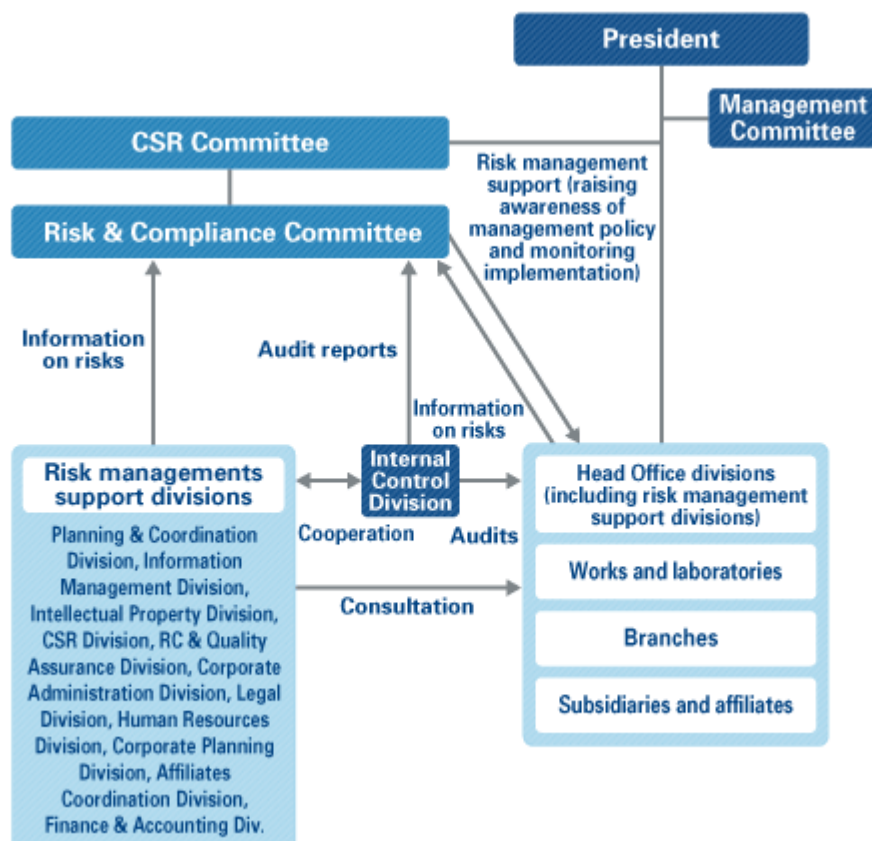 President
Management
Committee
CSR Committee
Risk management
support (raising
awareness of
management policy
and monitoring
implementation)
Risk & Compliance Committee
Information
on risks
Audit reports
Information
on risks
Risk managements
support divisions
Planning & Coordination
Division, Information
Management Division,
Intellectual Property Division,
CSR Division, RC & Quality
Assurance Division, Corporate
Administration Division, Legal
Division, Human Resources
Division, Corporate Planning
Division, Affiliates
Coordination Division,
Finance & Accounting Div.
Internal
Control
Division
Cooperation
Audits
Consultation
Head Office divisions
(including risk management
support divisions)
Works and laboratories
Branches
Subsidiaries and affiliates